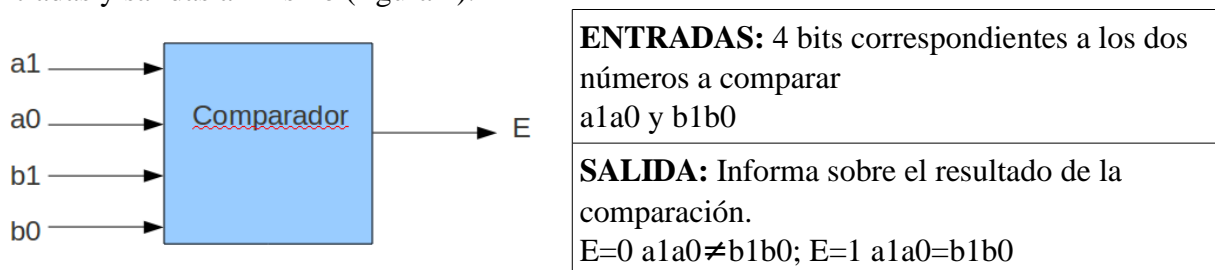 a1
a0
b1
b0
Comparador
E
ENTRADAS: 4 bits correspondientes a los dos
números a comparar
a1a0 y b1b0
SALIDA: Informa sobre el resultado de la
comparación.
E=0 a1a0≠b1b0; E=1 a1a0=b1b0